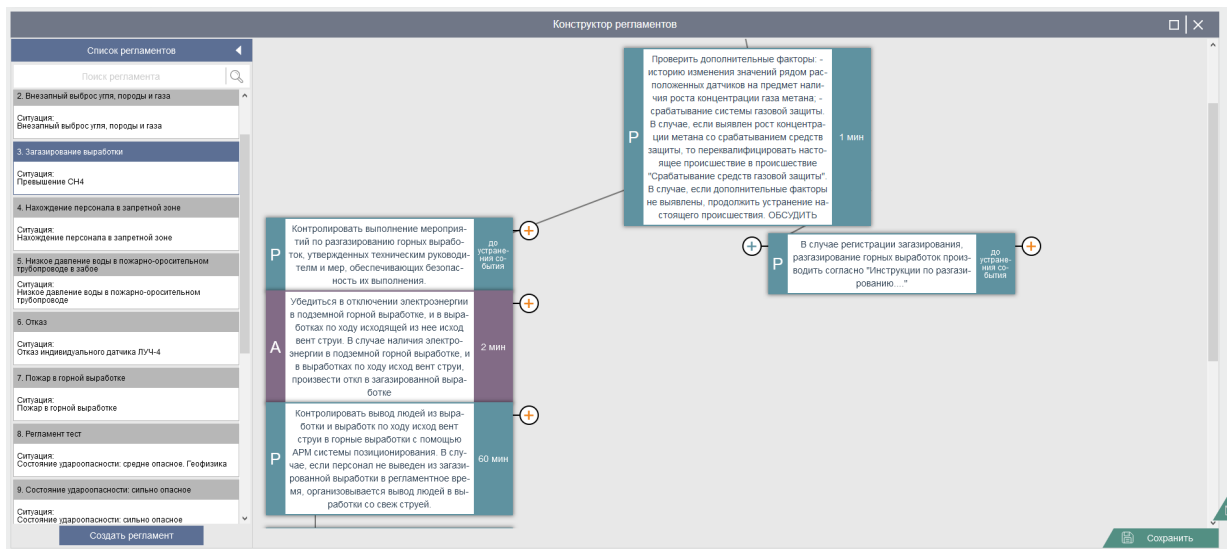 Конструктор регламентов
Список регламентов
Поиск регламента
2. Внезапный выброс угля, породы и газа
Ситуация:
Внезапный выброс угля, породы и газа
3. Загазирование выработки
Ситуация:
Превышение CH4
4. Нахождение персонала в запретной зоне
Ситуация:
Нахождение персонала в запретной зоне
5. Низкое давление воды в пожарно-оросительном
трубопроводе в забое
Ситуация:
Низкое давление воды в пожарно-оросительном
трубопроводе
6. Отказ
Ситуация:
Отказ индивидуального датчика ЛУЧ-4
7. Пожар в горной выработке
Ситуация:
Пожар в горной выработке
8. Регламент тест
Ситуация:
Состояние удароопасности: средне опасное. Геофизика
9. Состояние удароопасности: сильно опасное
Ситуация:
Состояние удароопасности: сильно опасное
Создать регламент
Р
Проверить дополнительные факторы: -
историю изменения значений рядом рас-
положенных датчиков на предмет нали-
чия роста концентрации газа метана; -
срабатывание системы газовой защиты.
В случае, если выявлен рост концентра-
ции метана со срабатыванием средств
защиты, то переквалифицировать насто-
ящее происшествие в происшествие
"Срабатывание средств газовой защиты".
В случае, если дополнительные факторы
не выявлены, продолжить устранение на-
стоящего происшествия. ОБСУДИТЬ
1 мин
Р
Контролировать выполнение мероприя-
тий по разгазированию горных вырабо-
ток, утвержденных техническим руководи-
телм и мер, обеспечивающих безопас-
ность их выполнения.
до
устране-
ния со-
бытия
Р
В случае регистрации загазирования,
разгазирование горных выработок произ-
водить согласно "Инструкции по разгази-
рованию...."
до
устране-
ния со-
бытия
А
Убедиться в отключении электроэнергии
в подземной горной выработке, и в выра-
ботках по ходу исходящей из нее исход
вент струи. В случае наличия электро-
энергии в подземной горной выработке, и
в выработках по ходу исход вент струи,
произвести откл в загазированной выра-
ботке
2 мин
Р
Контролировать вывод людей из выра-
ботки и выработк по ходу исход вент
струи в горные выработки с помощью
АРМ системы позиционирования. В слу-
чае, если персонал не выведен из загази-
рованной выработки в регламентное вре-
мя, организовывается вывод людей в вы-
работки со свеж струей.
60 мин
Сохранить